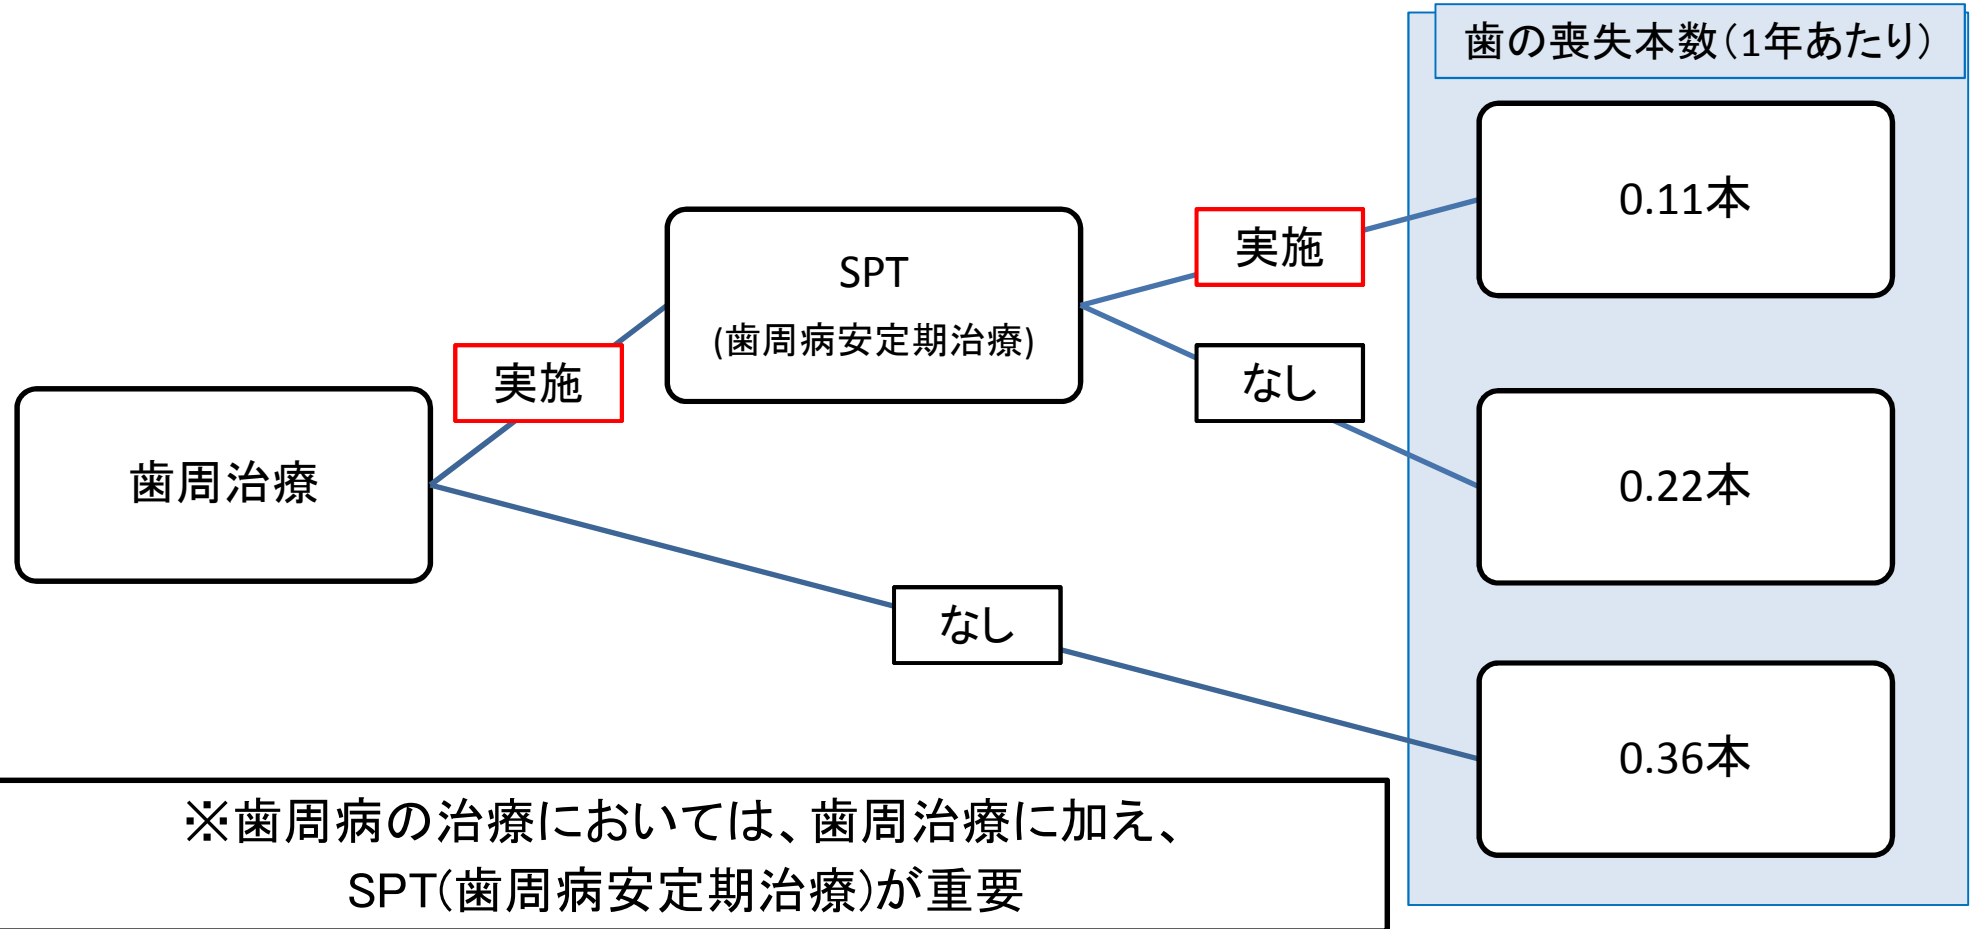 歯の喪失本数（1年あたり）
0.11本
実施
SPT
(歯周病安定期治療)
実施
なし
歯周治療
0.22本
なし
0.36本
※歯周病の治療においては、歯周治療に加え、
SPT(歯周病安定期治療)が重要